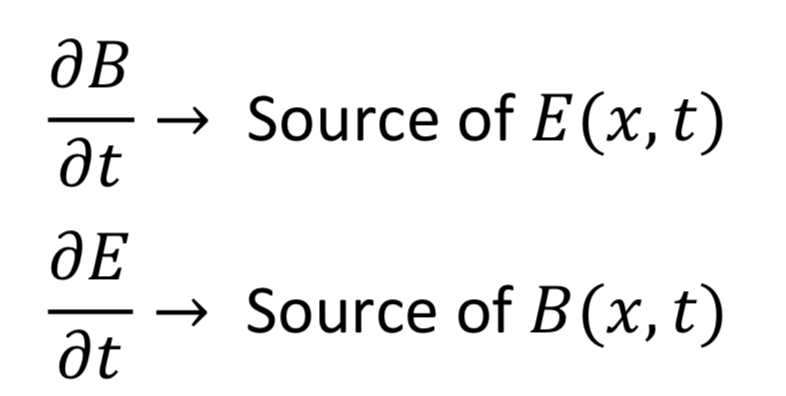 ∂B/∂t → Source of E(x, t)
∂E/∂t → Source of B(x, t)